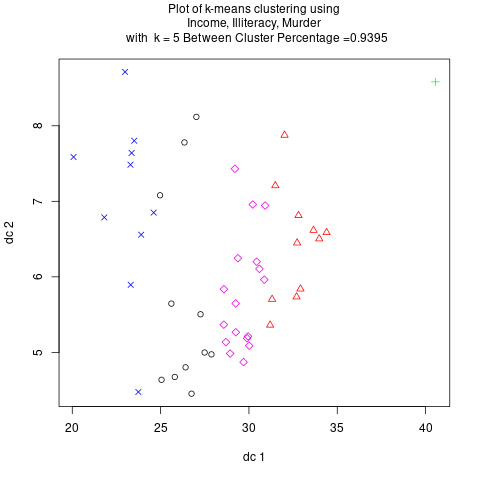 Plot of k-means clustering using
Income, Illiteracy, Murder
with k = 5 Between Cluster Percentage =0.9395
dc 2
8
7
6
5
20 25 30 35 40
dc 1